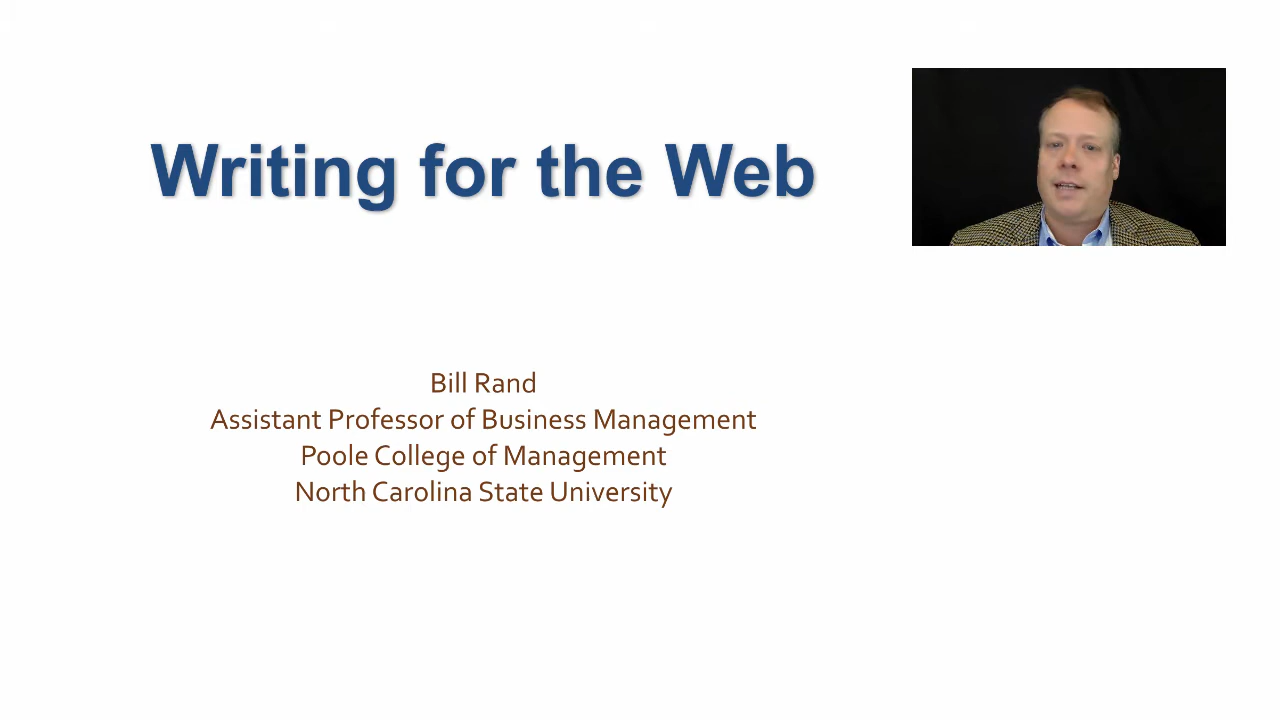 Writing for the Web
Bill Rand
Assistant Professor of Business Management
Poole College of Management
North Carolina State University